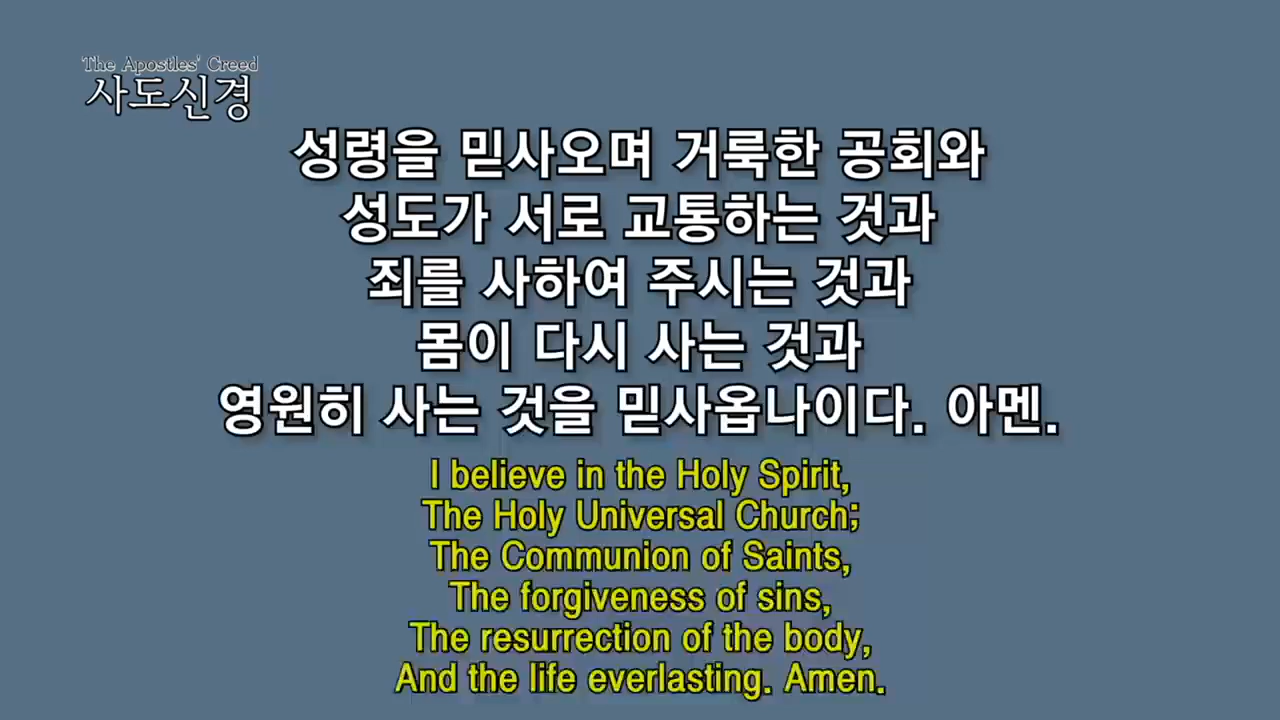 The Apostles' Creed
사도신경
성령을 믿사오며 거룩한 공회와
성도가 서로 교통하는 것과
죄를 사하여 주시는 것과
몸이 다시 사는 것과
영원히 사는 것을 믿사옵나이다. 아멘.
I believe in the Holy Spirit,
The Holy Universal Church;
The Communion of Saints,
The forgiveness of sins,
The resurrection of the body,
And the life everlasting. Amen.